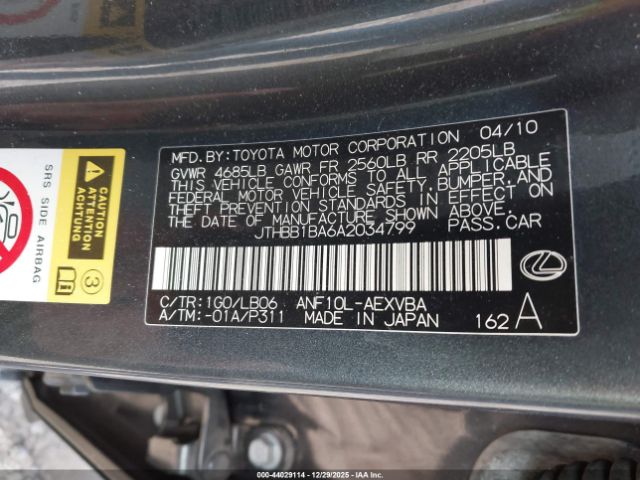 MFD.BY:TOYOTA MOTOR CORPORATION 04/10
GVWR 4685LB GAWR FR 2560LB RR 2205LB
THIS VEHICLE CONFORMS TO ALL APPLICABLE
FEDERAL MOTOR VEHICLE SAFETY, BUMPER, AND
THEFT PREVENTION STANDARDS IN EFFECT ON
THE DATE OF MANUFACTURE SHOWN ABOVE.
JTHBB1BA6A2034799 PASS.CAR
C/TR:1G0/LB06 ANF10L-AEXVBA
A/TM:-01A/P311 MADE IN JAPAN 162 A
CAUTION
ATTENTION
SRS SIDE AIRBAG
000-44029114 - 12/29/2025 - IAAI.COM